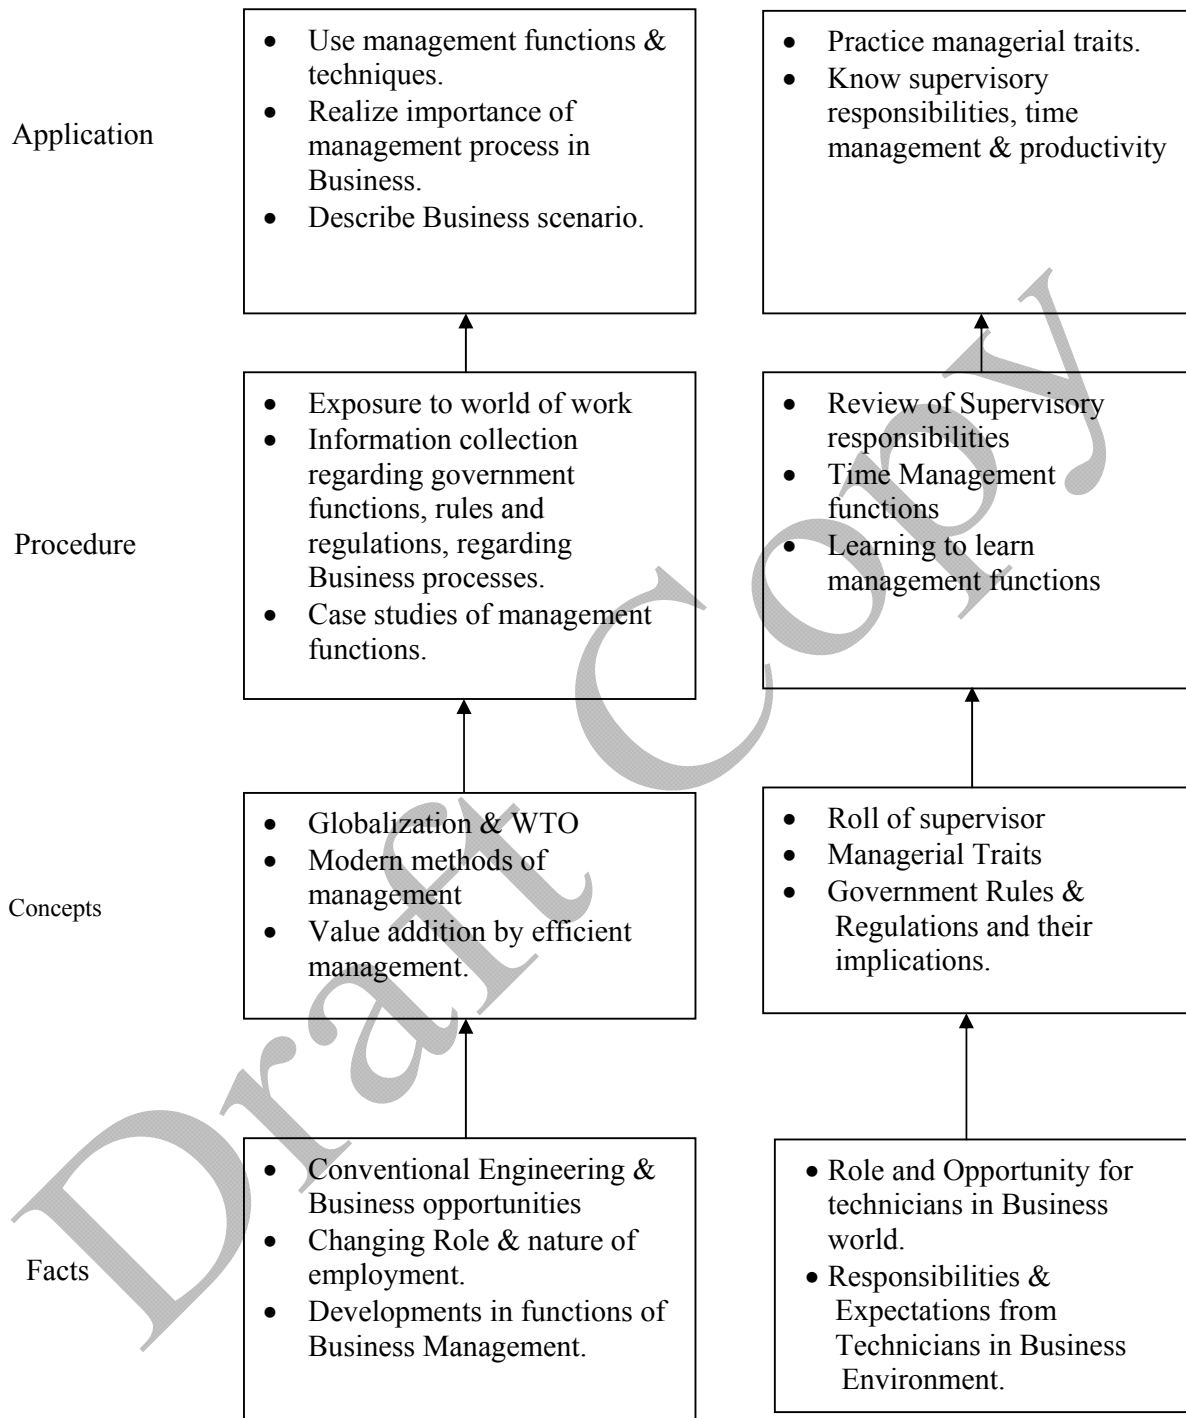 Application
• Use management functions &
techniques.
• Realize importance of
management process in
Business.
• Describe Business scenario.
• Practice managerial traits.
• Know supervisory
responsibilities, time
management & productivity
Procedure
• Exposure to world of work
• Information collection
regarding government
functions, rules and
regulations, regarding
Business processes.
• Case studies of management
functions.
• Review of Supervisory
responsibilities
• Time Management
functions
• Learning to learn
management functions
Concepts
• Globalization & WTO
• Modern methods of
management
• Value addition by efficient
management.
• Roll of supervisor
• Managerial Traits
• Government Rules &
Regulations and their
implications.
Facts
• Conventional Engineering &
Business opportunities
• Changing Role & nature of
employment.
• Developments in functions of
Business Management.
• Role and Opportunity for
technicians in Business
world.
• Responsibilities &
Expectations from
Technicians in Business
Environment.
Draft Copy